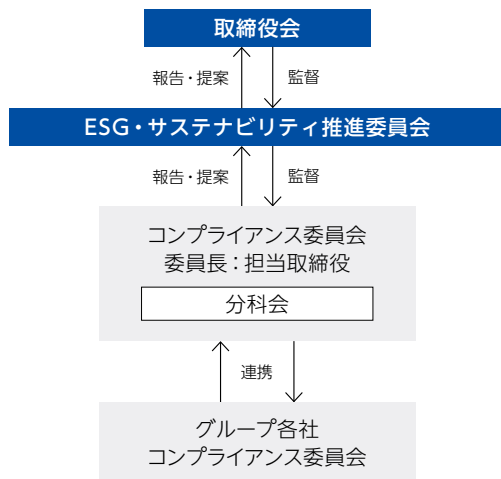 取締役会
報告・提案
監督
ESG・サステナビリティ推進委員会
報告・提案
監督
コンプライアンス委員会
委員長：担当取締役
分科会
連携
グループ各社
コンプライアンス委員会